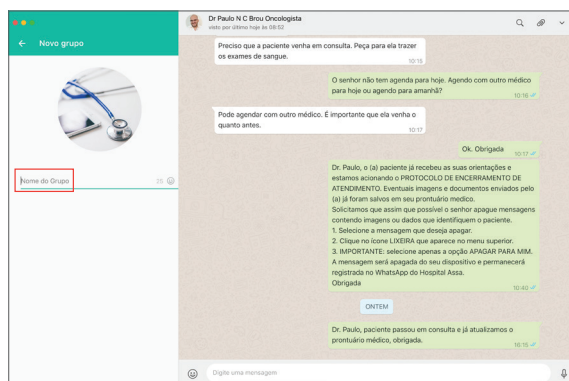 Novo grupo
Nome do Grupo
25
Dr Paulo N C Brou Oncologista
visto por último hoje às 08:52
Preciso que a paciente venha em consulta. Peça para ela trazer
os exames de sangue.
10:15
O senhor não tem agenda para hoje. Agendo com outro médico
para hoje ou agendo para amanhã?
10:16
Pode agendar com outro médico. É importante que ela venha o
quanto antes.
10:17
Ok. Obrigada
10:17
Dr. Paulo, o (a) paciente já recebeu as suas orientações e
estamos acionando o PROTOCOLO DE ENCERRAMENTO DE
ATENDIMENTO. Eventuais imagens e documentos enviados pelo
(a) já foram salvos em seu prontuário medico.
Solicitamos que assim que possível o senhor apague mensagens
contendo imagens ou dados que identifiquem o paciente.
1. Selecione a mensagem que deseja apagar.
2. Clique no ícone LIXEIRA que aparece no menu superior.
3. IMPORTANTE: selecione apenas a opção APAGAR PARA MIM.
A mensagem será apagada do seu dispositivo e permanecerá
registrada no WhatsApp do Hospital Assa.
Obrigada
10:40
ONTEM
Dr. Paulo, paciente passou em consulta e já atualizamos o
prontuário médico, obrigada.
16:15
Digite uma mensagem